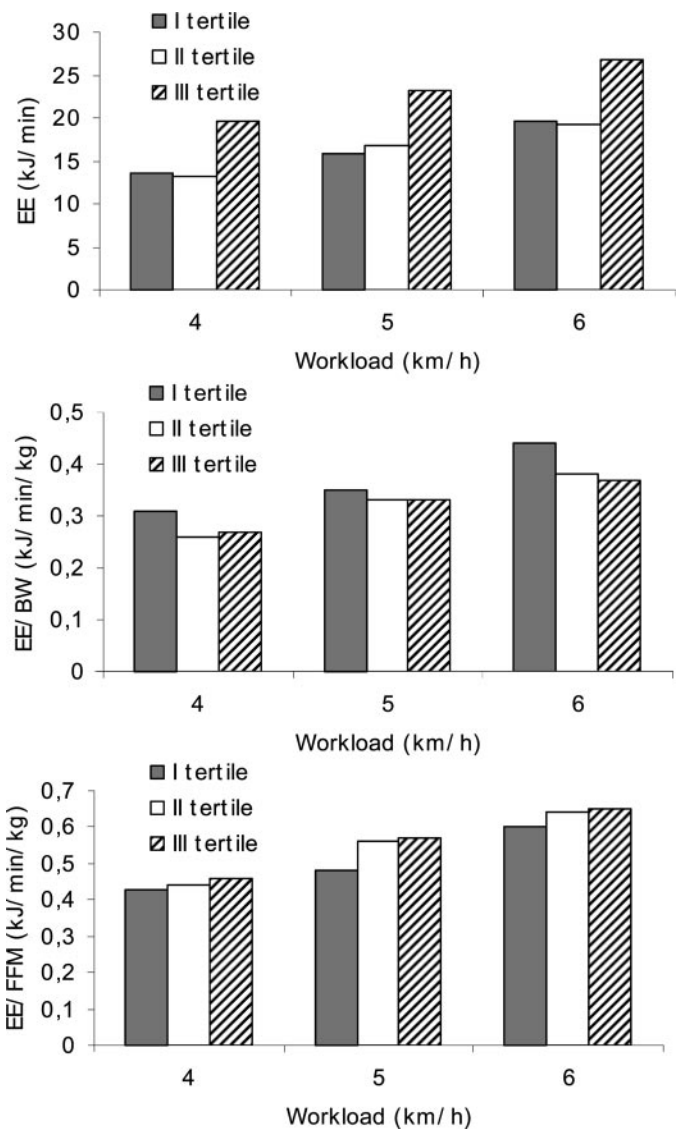 I tertile
II tertile
III tertile
30
25
20
15
10
5
0
EE (kJ/ min)
4 5 6
Workload (km/ h)
I tertile
II tertile
III tertile
0,5
0,4
0,3
0,2
0,1
0
EE/ BW (kJ/ min/ kg)
4 5 6
Workload (km/ h)
I tertile
II tertile
III tertile
0,7
0,6
0,5
0,4
0,3
0,2
0,1
0
EE/ FFM (kJ/ min/ kg)
4 5 6
Workload (km/ h)